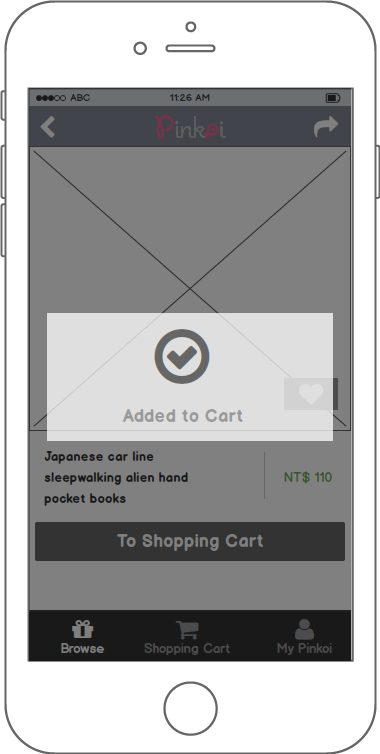 ABC 11:26 AM
Pinkoi
Added to Cart
Japanese car line
sleepwalking alien hand
pocket books
NT$ 110
To Shopping Cart
Browse Shopping Cart My Pinkoi